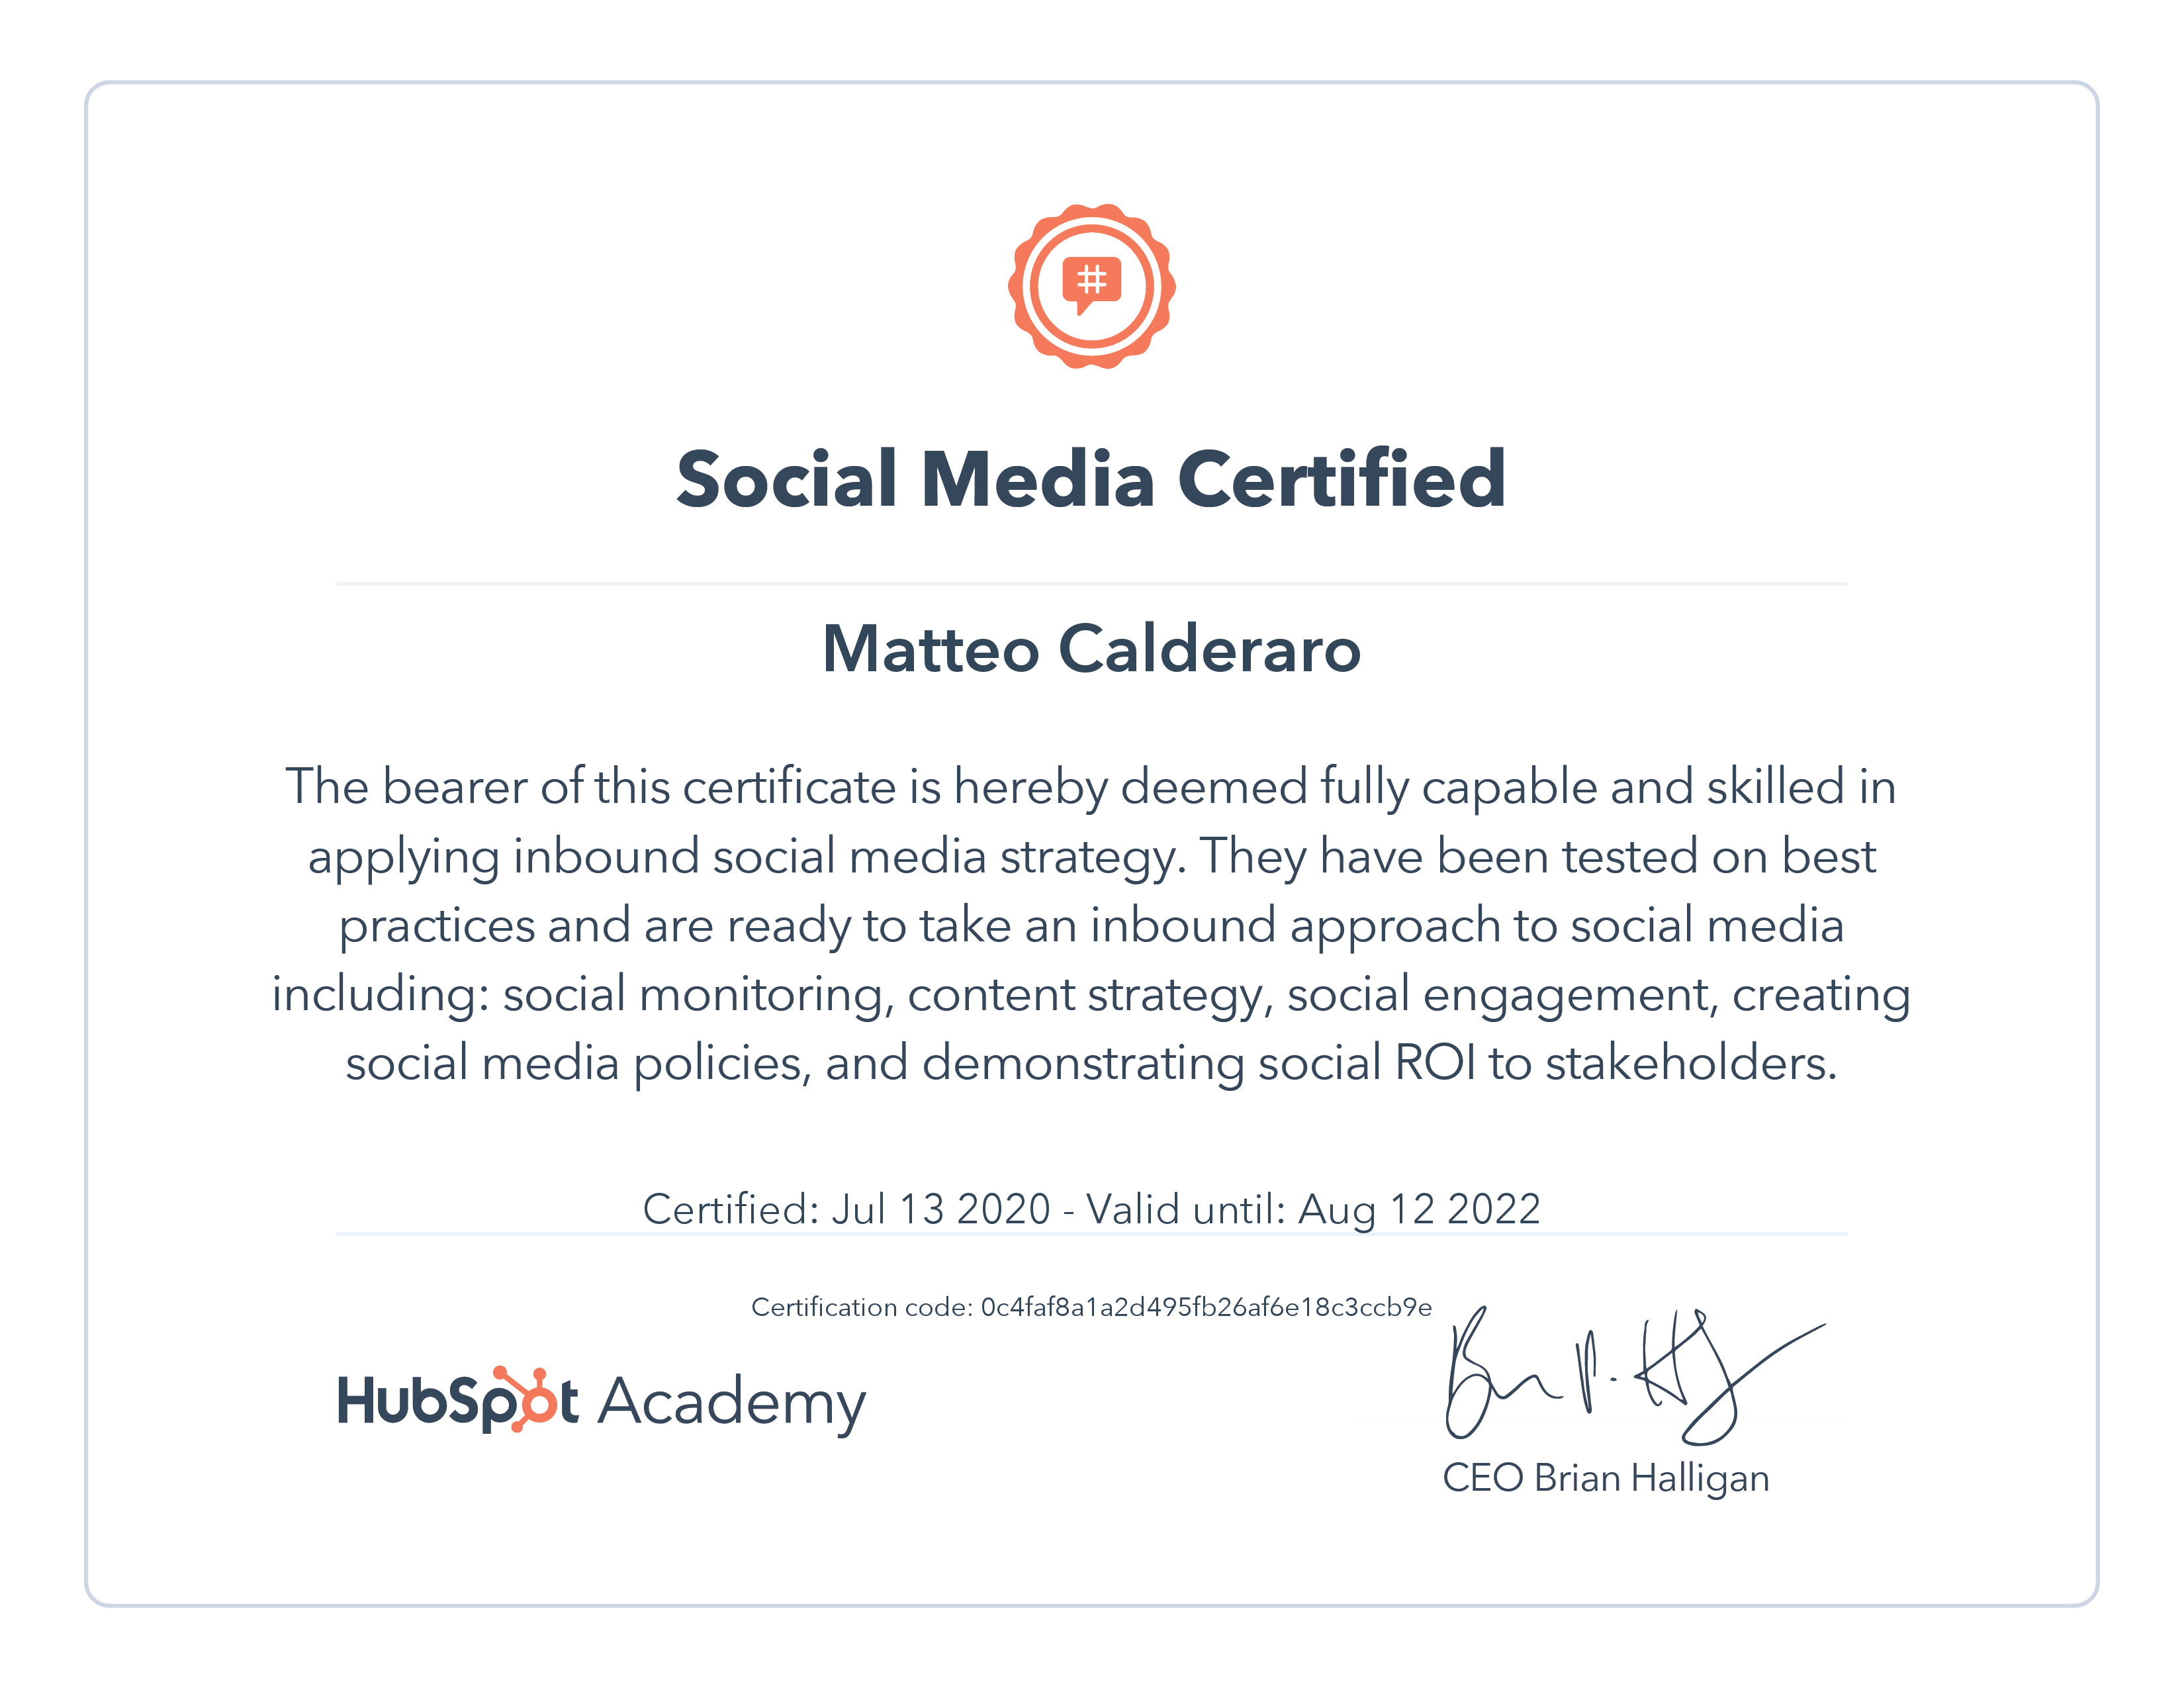 #
Social Media Certified
Matteo Calderaro
The bearer of this certificate is hereby deemed fully capable and skilled in
applying inbound social media strategy. They have been tested on best
practices and are ready to take an inbound approach to social media
including: social monitoring, content strategy, social engagement, creating
social media policies, and demonstrating social ROI to stakeholders.
Certified: Jul 13 2020 - Valid until: Aug 12 2022
Certification code: 0c4faf8a1a2d495fb26af6e18c3ccb9e
HubSpot Academy
CEO Brian Halligan